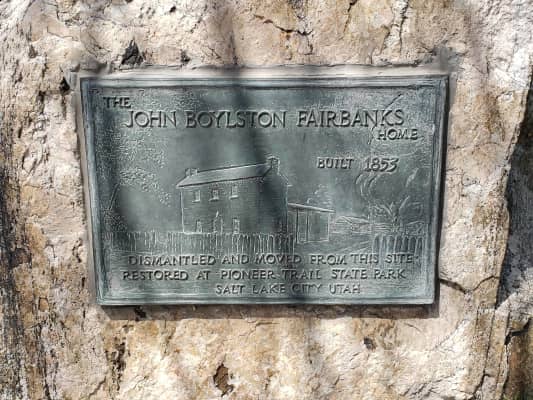 THE
JOHN BOYLSTON FAIRBANKS
HOME
BUILT 1853
DISMANTLED AND MOVED FROM THIS SITE
RESTORED AT PIONEER TRAIL STATE PARK
SALT LAKE CITY UTAH